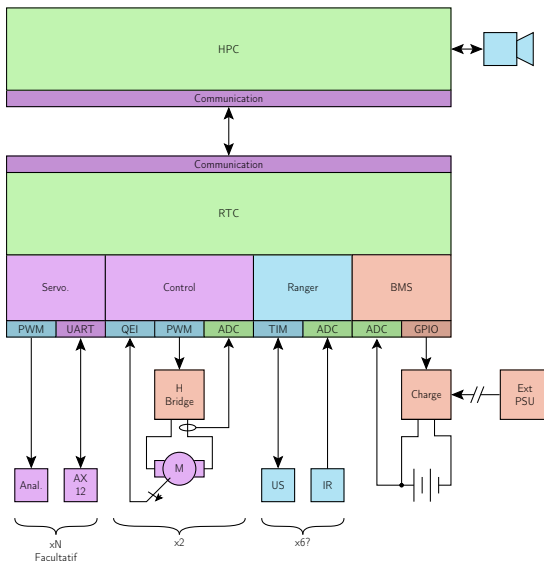 HPC
Communication
Communication
RTC
Servo.
Control
Ranger
BMS
PWM
UART
QEI
PWM
ADC
TIM
ADC
ADC
GPIO
H
Bridge
Charge
Ext
PSU
M
Anal.
AX
12
US
IR
xN
Facultatif
x2
x6?